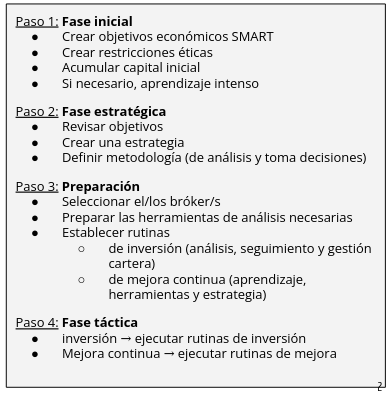 Paso 1: Fase inicial
● Crear objetivos económicos SMART
● Crear restricciones éticas
● Acumular capital inicial
● Si necesario, aprendizaje intenso
Paso 2: Fase estratégica
● Revisar objetivos
● Crear una estrategia
● Definir metodología (de análisis y toma decisiones)
Paso 3: Preparación
● Seleccionar el/los bróker/s
● Preparar las herramientas de análisis necesarias
● Establecer rutinas
○ de inversión (análisis, seguimiento y gestión
cartera)
○ de mejora continua (aprendizaje,
herramientas y estrategia)
Paso 4: Fase táctica
● inversión → ejecutar rutinas de inversión
● Mejora continua → ejecutar rutinas de mejora
2